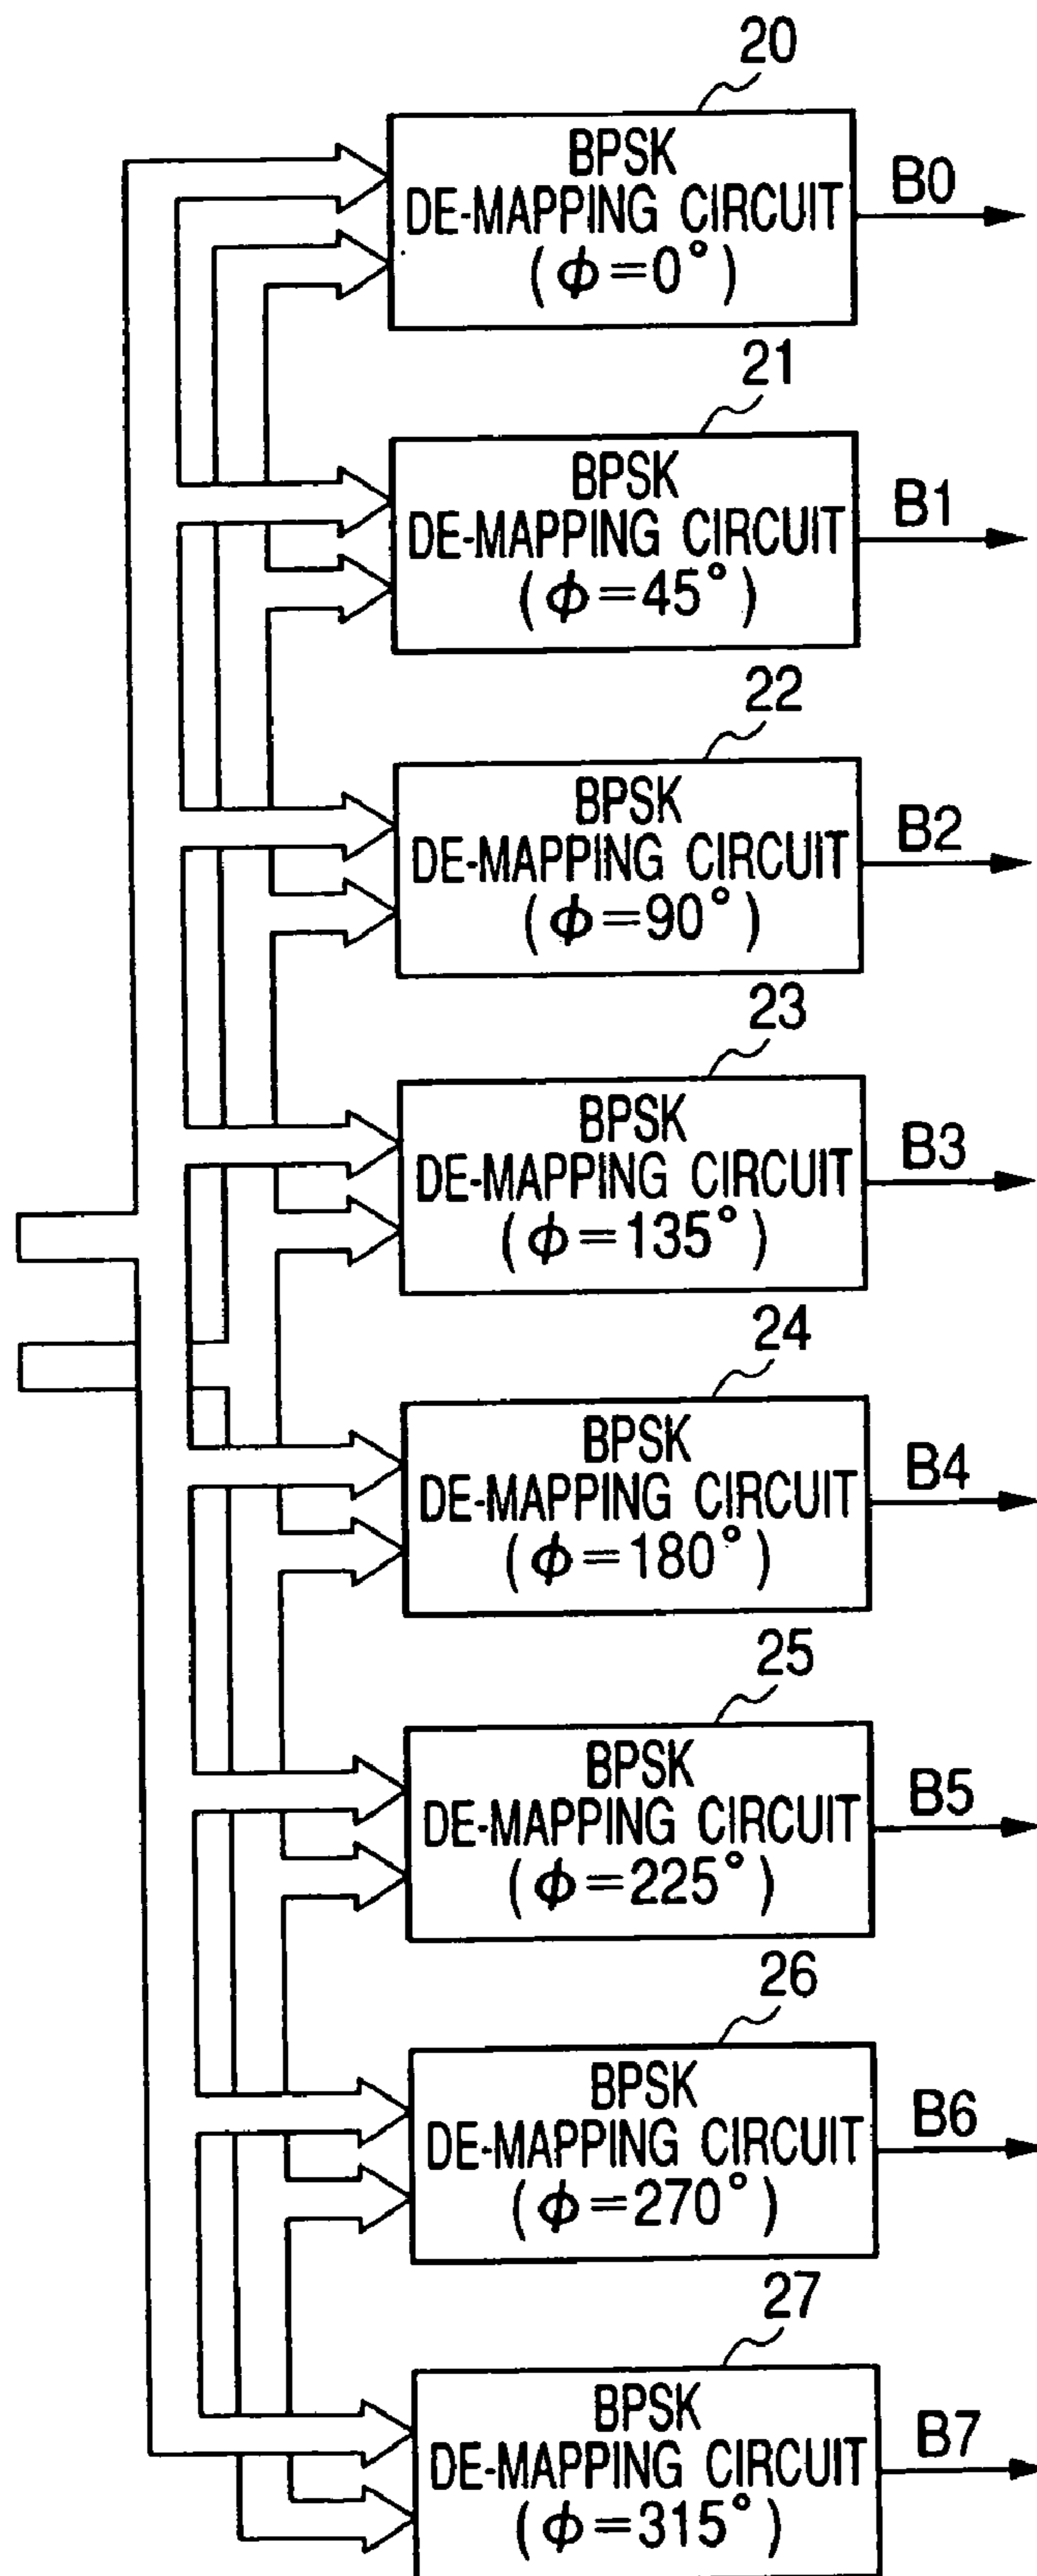 20
BPSK
DE-MAPPING CIRCUIT
(ϕ=0°)
B0
21
BPSK
DE-MAPPING CIRCUIT
(ϕ=45°)
B1
22
BPSK
DE-MAPPING CIRCUIT
(ϕ=90°)
B2
23
BPSK
DE-MAPPING CIRCUIT
(ϕ=135°)
B3
24
BPSK
DE-MAPPING CIRCUIT
(ϕ=180°)
B4
25
BPSK
DE-MAPPING CIRCUIT
(ϕ=225°)
B5
26
BPSK
DE-MAPPING CIRCUIT
(ϕ=270°)
B6
27
BPSK
DE-MAPPING CIRCUIT
(ϕ=315°)
B7